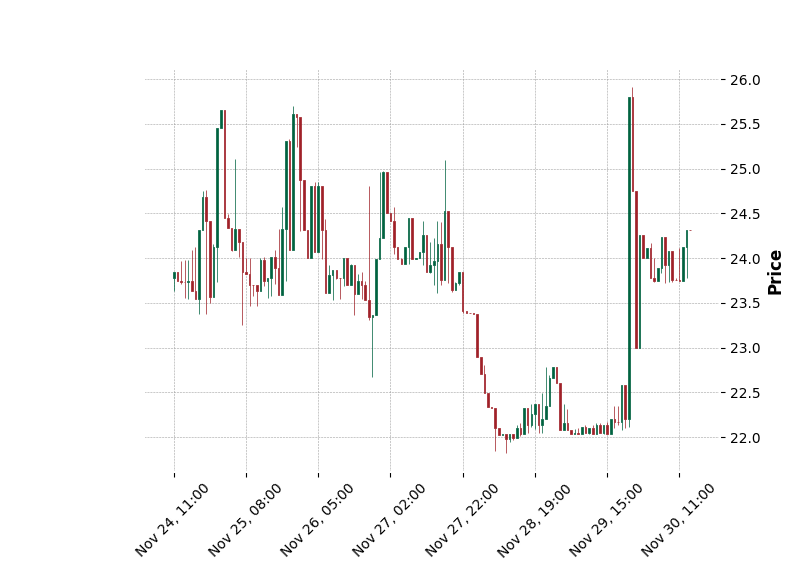 26.0
25.5
25.0
24.5
24.0
23.5
23.0
22.5
22.0
Price
Nov 24, 11:00
Nov 25, 08:00
Nov 26, 05:00
Nov 27, 02:00
Nov 27, 22:00
Nov 28, 19:00
Nov 29, 15:00
Nov 30, 11:00